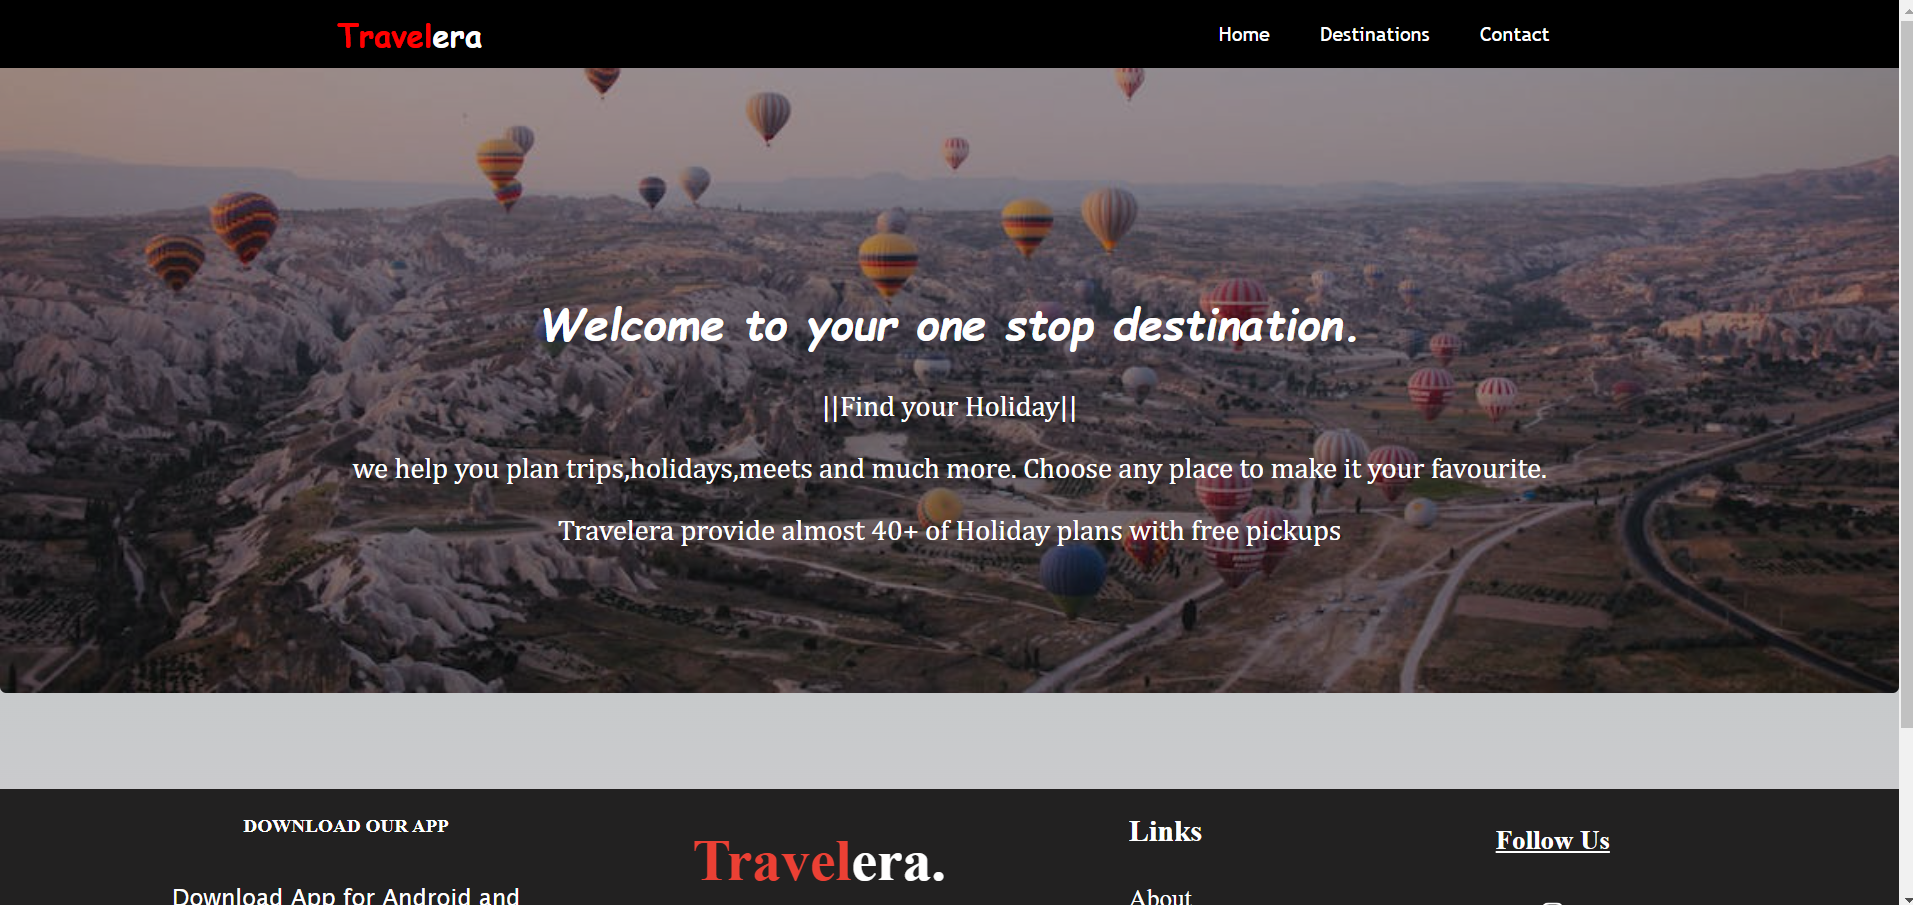 Travelera
Home Destinations Contact
Welcome to your one stop destination.
||Find your Holiday||
we help you plan trips,holidays,meets and much more. Choose any place to make it your favourite.
Travelera provide almost 40+ of Holiday plans with free pickups
DOWNLOAD OUR APP
Download App for Android and
Travelera.
Links
About
Follow Us